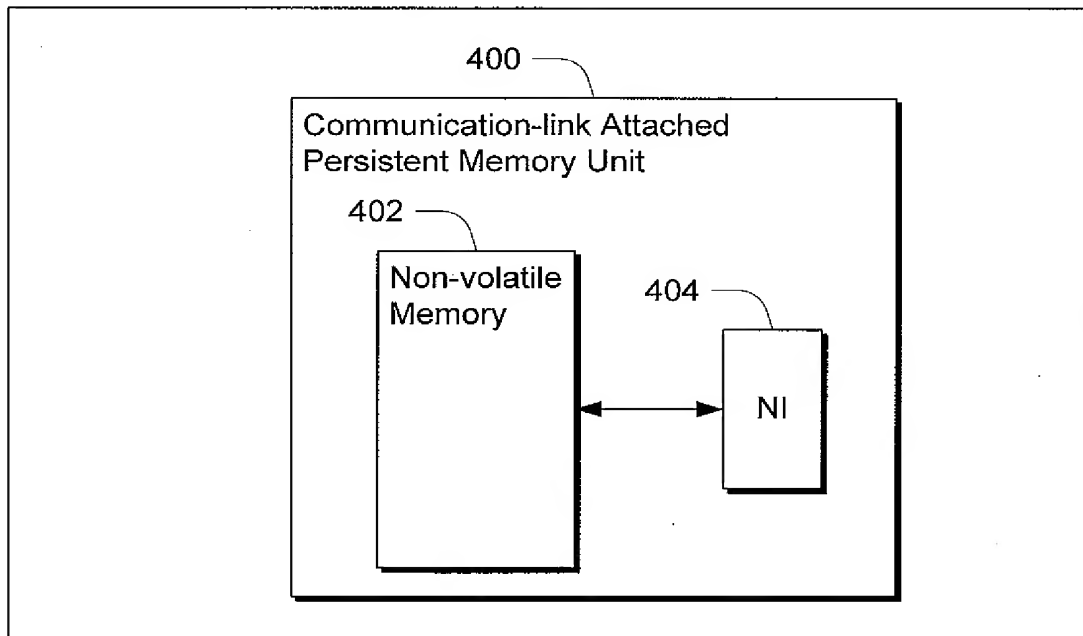 400
Communication-link Attached
Persistent Memory Unit
402
Non-volatile
Memory
404
NI